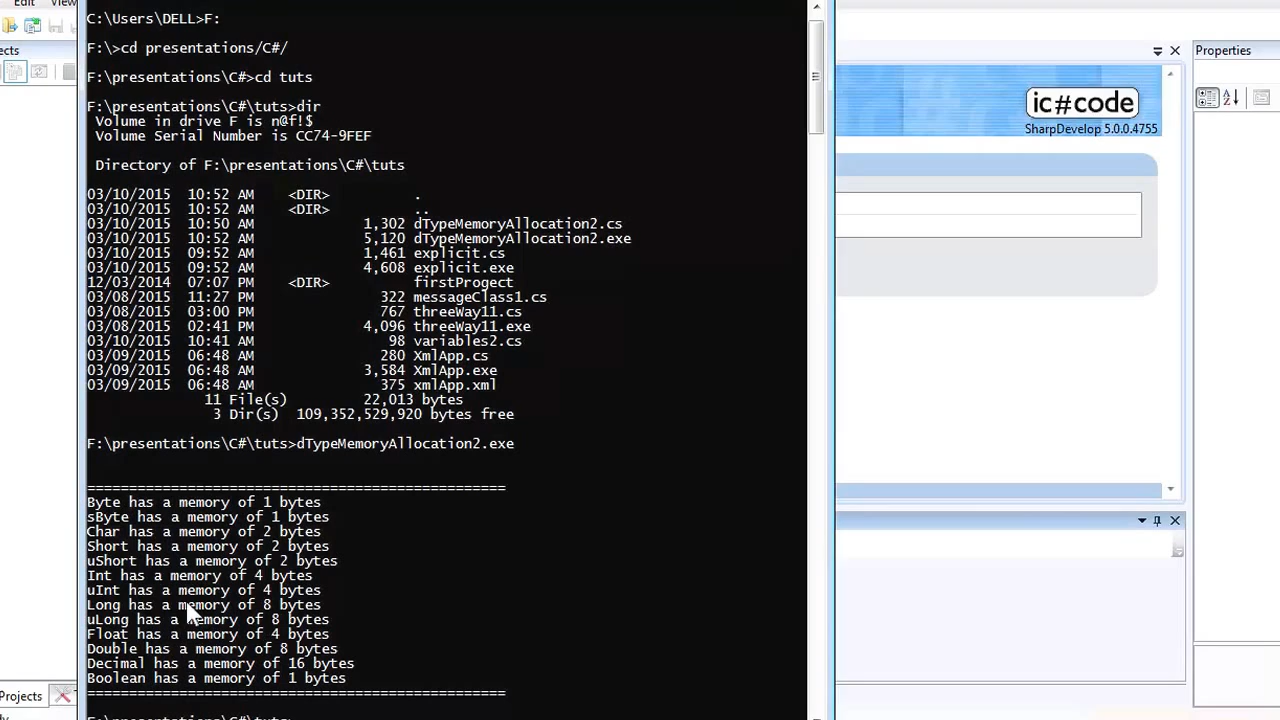 Edit
View
ects
C:\Users\DELL>F:
F:\>cd presentations/C#/
F:\presentations\C#>cd tuts
F:\presentations\C#\tuts>dir
Volume in drive F is n@f!$
Volume Serial Number is CC74-9FEF
Directory of F:\presentations\C#\tuts
03/10/2015 10:52 AM <DIR> .
03/10/2015 10:52 AM <DIR> ..
03/10/2015 10:50 AM 1,302 dTypeMemoryAllocation2.cs
03/10/2015 10:52 AM 5,120 dTypeMemoryAllocation2.exe
03/10/2015 09:52 AM 1,461 explicit.cs
03/10/2015 09:52 AM 4,608 explicit.exe
12/03/2014 07:07 PM <DIR> firstProgect
03/08/2015 11:27 PM 322 messageClass1.cs
03/08/2015 03:00 PM 767 threeWay11.cs
03/08/2015 02:41 PM 4,096 threeWay11.exe
03/10/2015 10:41 AM 98 variables2.cs
03/09/2015 06:48 AM 280 XmlApp.cs
03/09/2015 06:48 AM 3,584 XmlApp.exe
03/09/2015 06:48 AM 375 xmlApp.xml
11 File(s) 22,013 bytes
3 Dir(s) 109,352,529,920 bytes free
F:\presentations\C#\tuts>dTypeMemoryAllocation2.exe
==================================================
Byte has a memory of 1 bytes
sByte has a memory of 1 bytes
Char has a memory of 2 bytes
Short has a memory of 2 bytes
uShort has a memory of 2 bytes
Int has a memory of 4 bytes
uInt has a memory of 4 bytes
Long has a memory of 8 bytes
uLong has a memory of 8 bytes
Float has a memory of 4 bytes
Double has a memory of 8 bytes
Decimal has a memory of 16 bytes
Boolean has a memory of 1 bytes
==================================================
F:\presentations\C#\tuts>
ic#code
SharpDevelop 5.0.0.4755
Properties
Projects